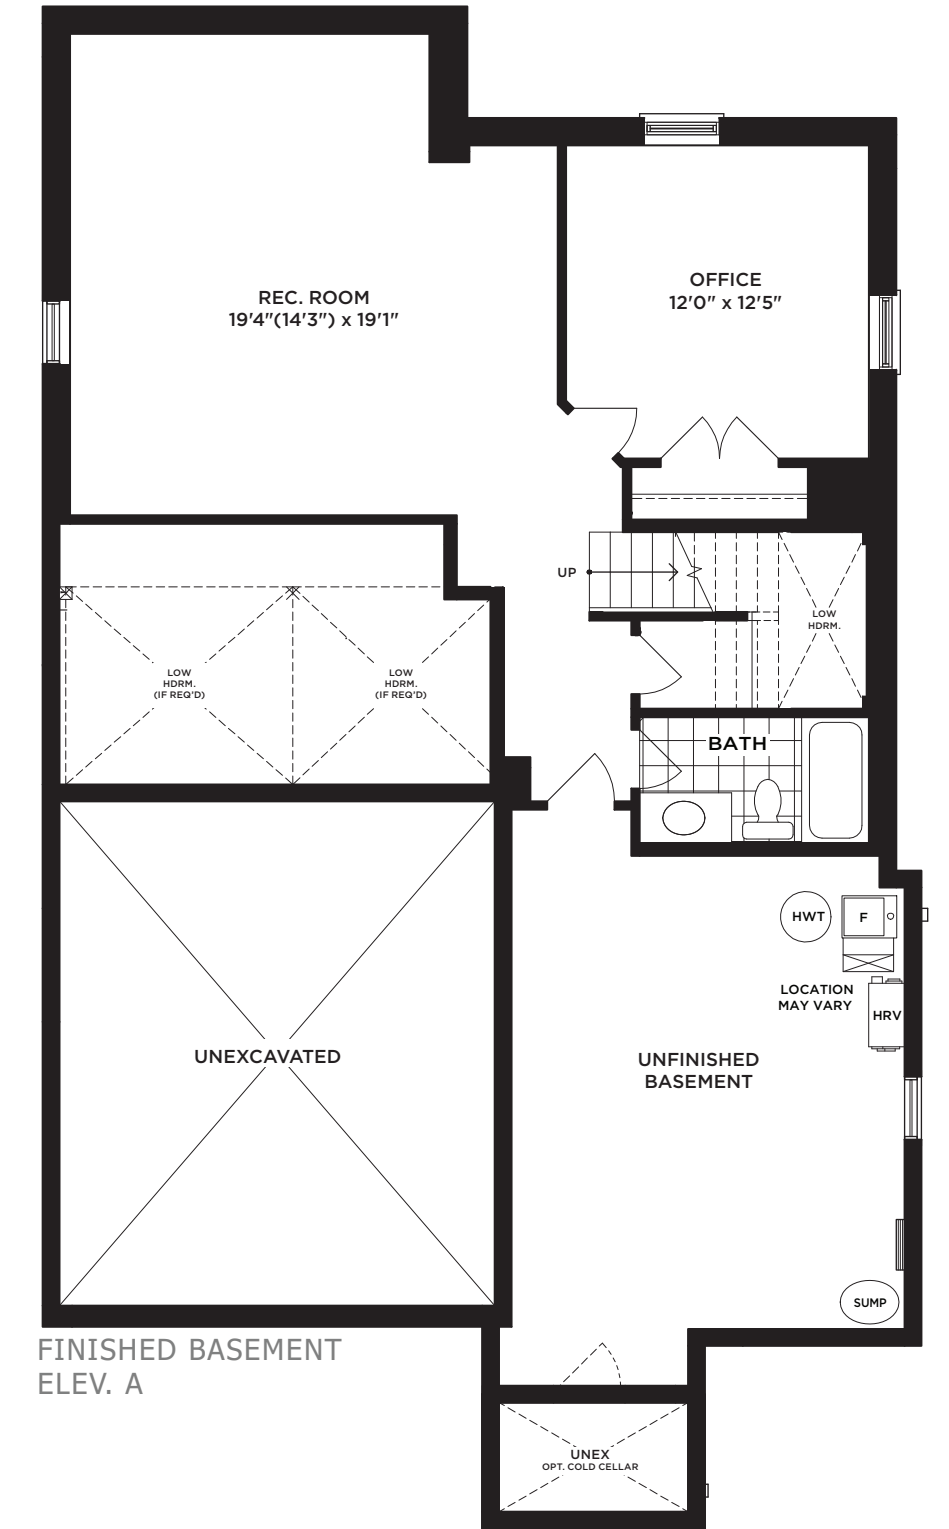 REC. ROOM
19'4"(14'3") x 19'1"
OFFICE
12'0" x 12'5"
UP
LOW
HDRM.
LOW
HDRM.
(IF REQ'D)
LOW
HDRM.
(IF REQ'D)
BATH
HWT
F
LOCATION
MAY VARY
HRV
UNEXCAVATED
UNFINISHED
BASEMENT
SUMP
FINISHED BASEMENT
ELEV. A
UNEX
OPT. COLD CELLAR